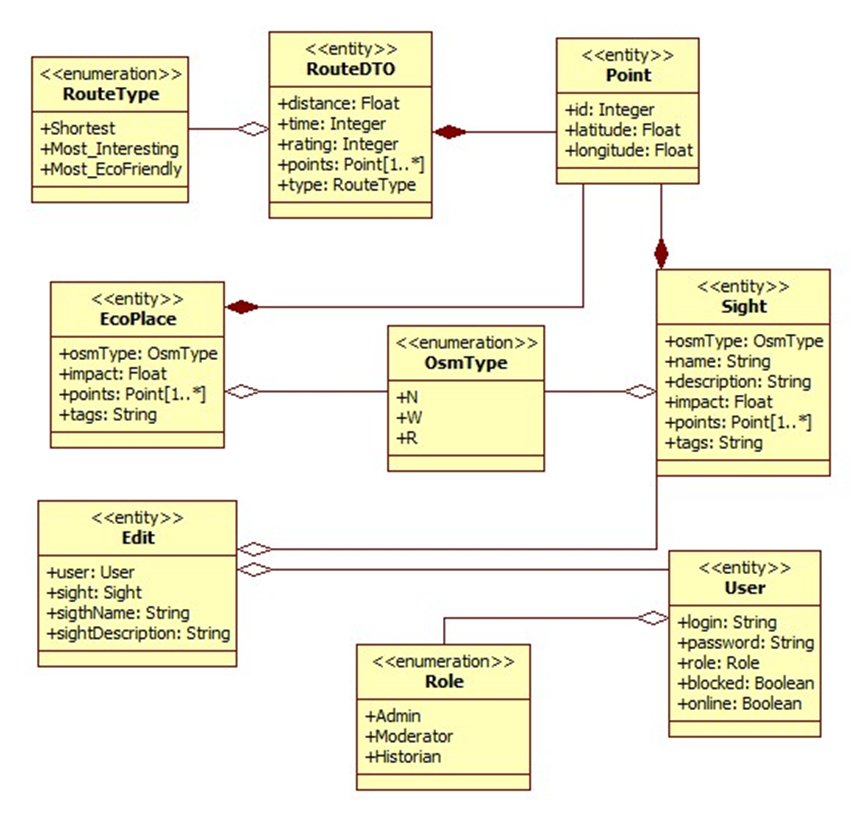 <<enumeration>>
RouteType
+Shortest
+Most_Interesting
+Most_EcoFriendly
<<entity>>
RouteDTO
+distance: Float
+time: Integer
+rating: Integer
+points: Point[1..*]
+type: RouteType
<<entity>>
Point
+id: Integer
+latitude: Float
+longitude: Float
<<entity>>
EcoPlace
+osmType: OsmType
+impact: Float
+points: Point[1..*]
+tags: String
<<enumeration>>
OsmType
+N
+W
+R
<<entity>>
Sight
+osmType: OsmType
+name: String
+description: String
+impact: Float
+points: Point[1..*]
+tags: String
<<entity>>
Edit
+user: User
+sight: Sight
+sigthName: String
+sightDescription: String
<<entity>>
User
+login: String
+password: String
+role: Role
+blocked: Boolean
+online: Boolean
<<enumeration>>
Role
+Admin
+Moderator
+Historian